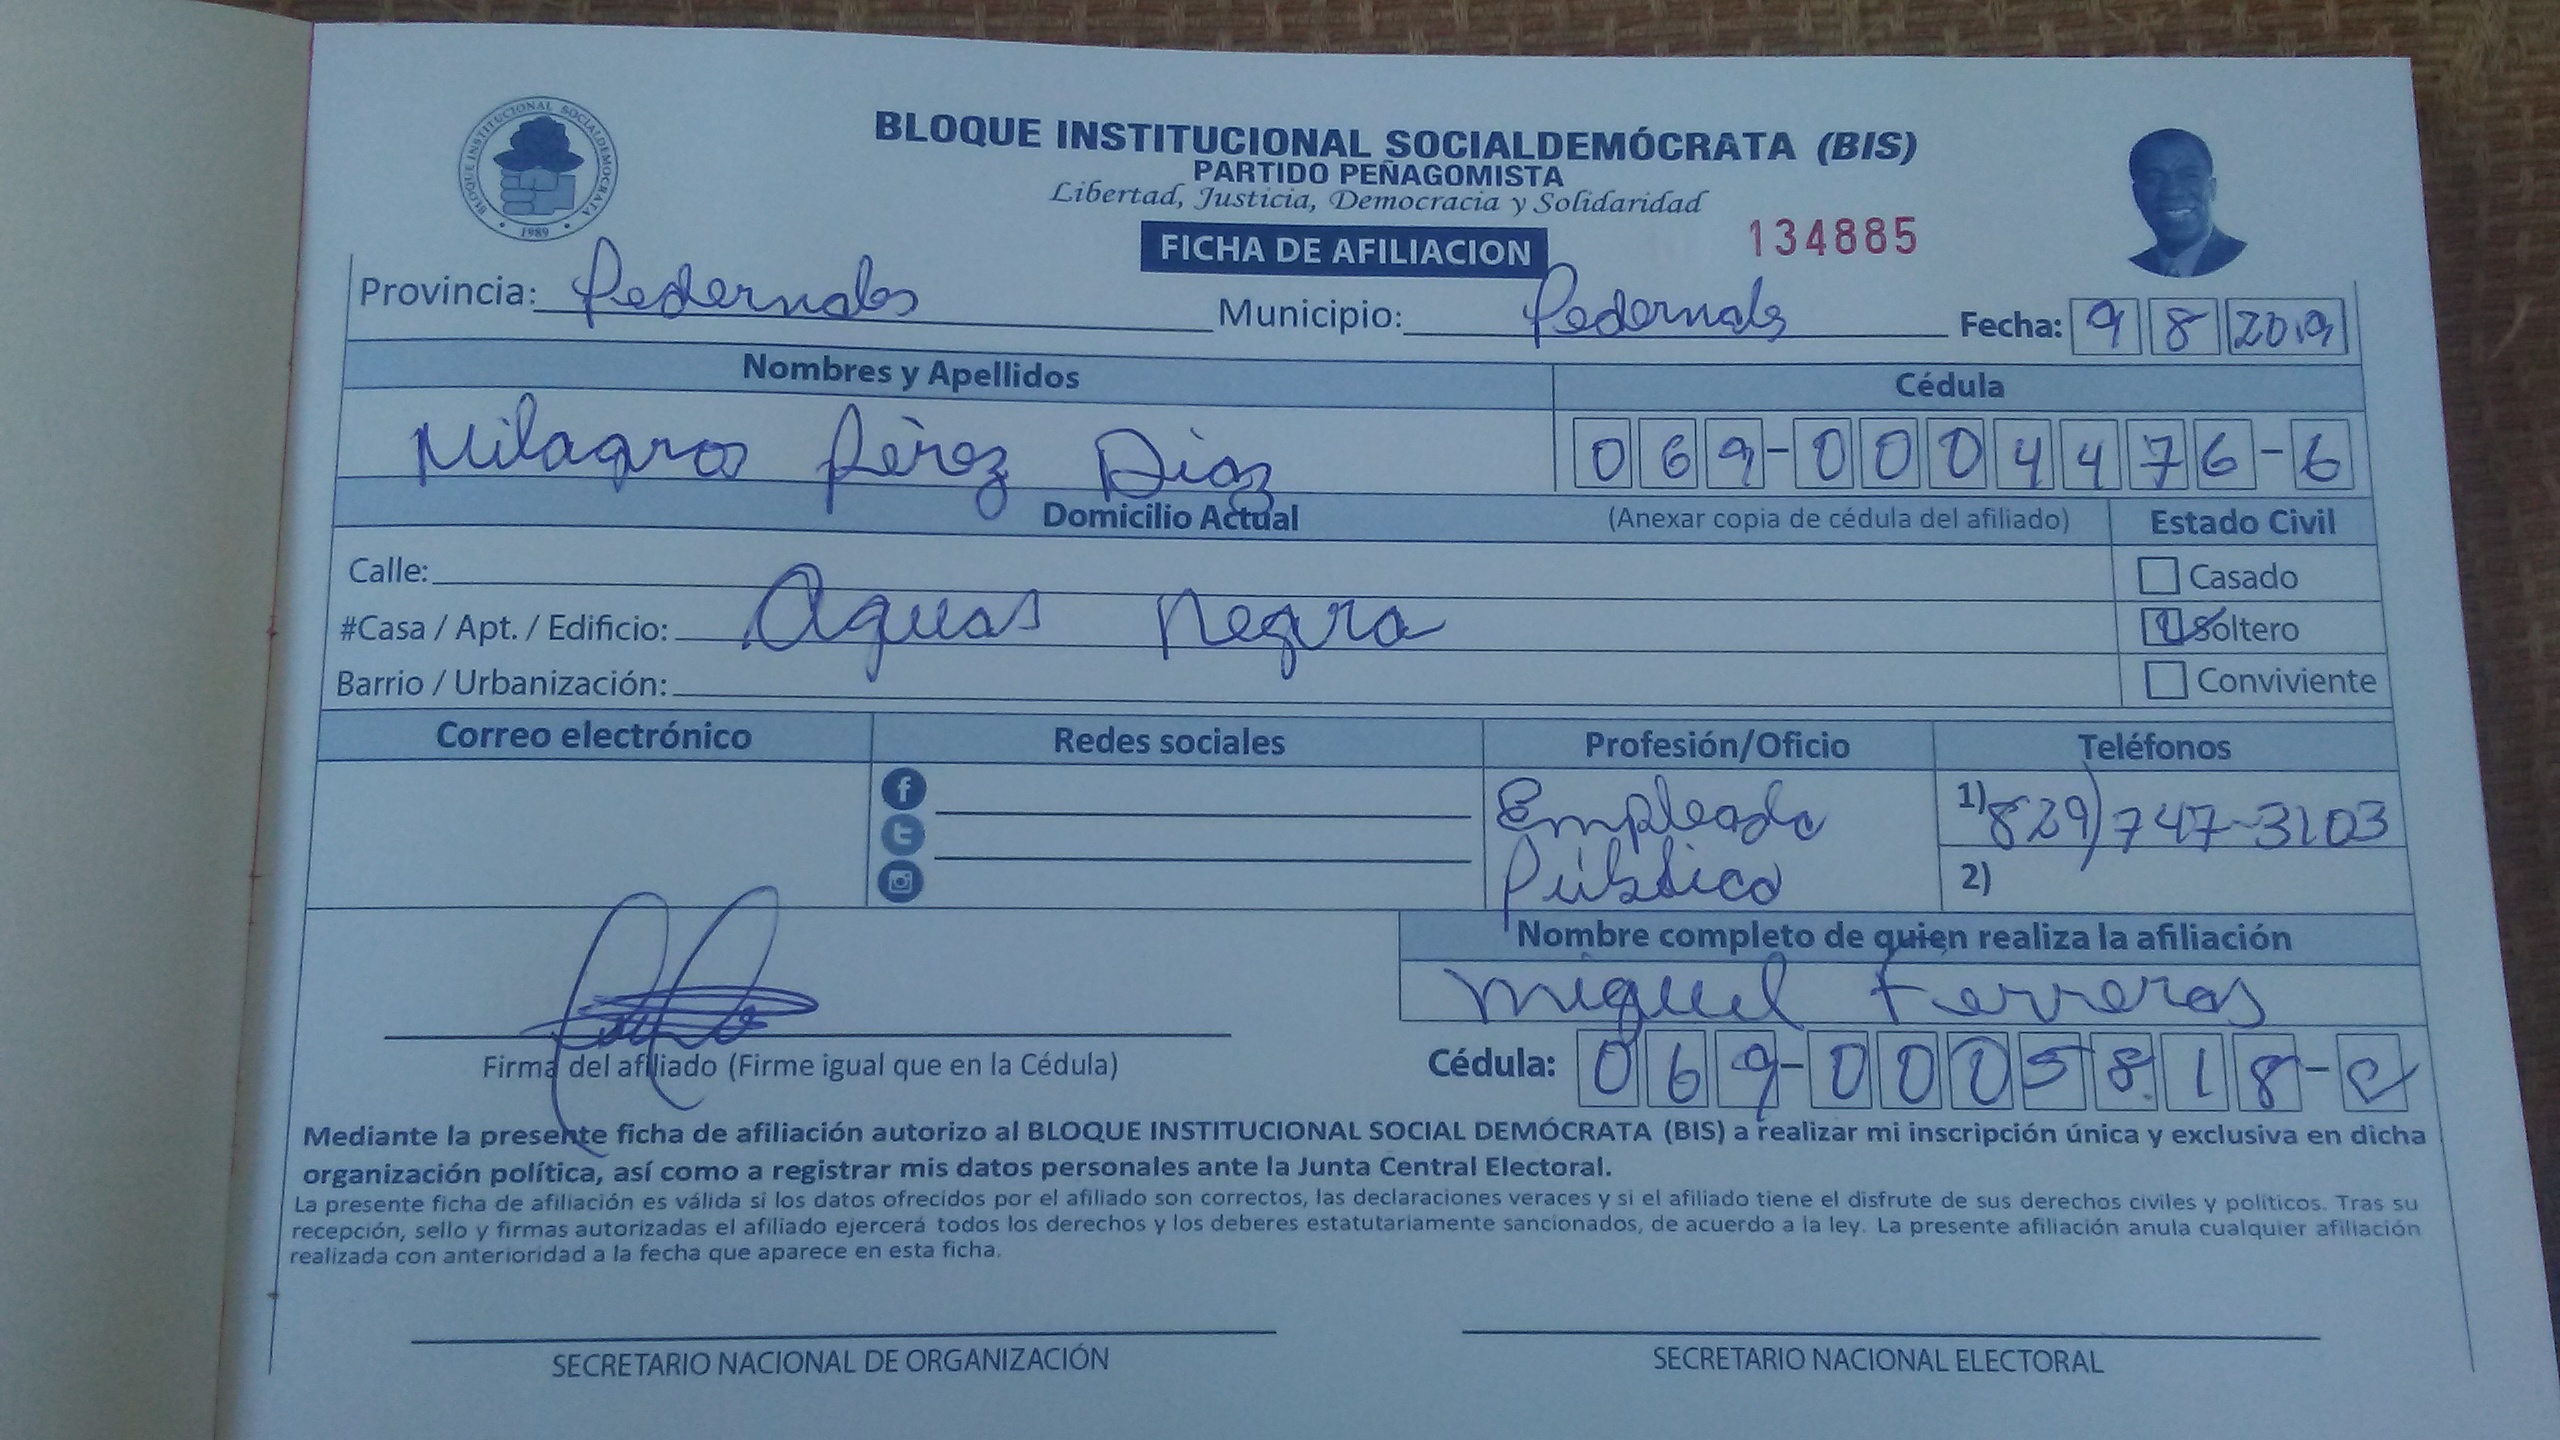 BLOQUE INSTITUCIONAL SOCIALDEMOCRATA
1989
BLOQUE INSTITUCIONAL SOCIALDEMÓCRATA (BIS)
PARTIDO PEÑAGOMISTA
Libertad, Justicia, Democracia y Solidaridad
FICHA DE AFILIACION
134885
Provincia: Pedernales Municipio: Pedernales Fecha: 9 8 2019
Nombres y Apellidos Cédula
Milagros Pérez Diaz 069-0004476-6
Domicilio Actual (Anexar copia de cédula del afiliado) Estado Civil
Calle: Casado
#Casa / Apt. / Edificio: Aguas Negra Soltero
Barrio / Urbanización: Conviviente
Correo electrónico Redes sociales Profesión/Oficio Teléfonos
Empleado 1) 829) 747-3103
Público 2)
Nombre completo de quien realiza la afiliación
Miguel Ferreras
Firma del afiliado (Firme igual que en la Cédula) Cédula: 069-0005818-
Mediante la presente ficha de afiliación autorizo al BLOQUE INSTITUCIONAL SOCIAL DEMÓCRATA (BIS) a realizar mi inscripción única y exclusiva en dicha
organización política, así como a registrar mis datos personales ante la Junta Central Electoral.
La presente ficha de afiliación es válida si los datos ofrecidos por el afiliado son correctos, las declaraciones veraces y si el afiliado tiene el disfrute de sus derechos civiles y políticos. Tras su
recepción, sello y firmas autorizadas el afiliado ejercerá todos los derechos y los deberes estatutariamente sancionados, de acuerdo a la ley. La presente afiliación anula cualquier afiliación
realizada con anterioridad a la fecha que aparece en esta ficha.
SECRETARIO NACIONAL DE ORGANIZACIÓN SECRETARIO NACIONAL ELECTORAL